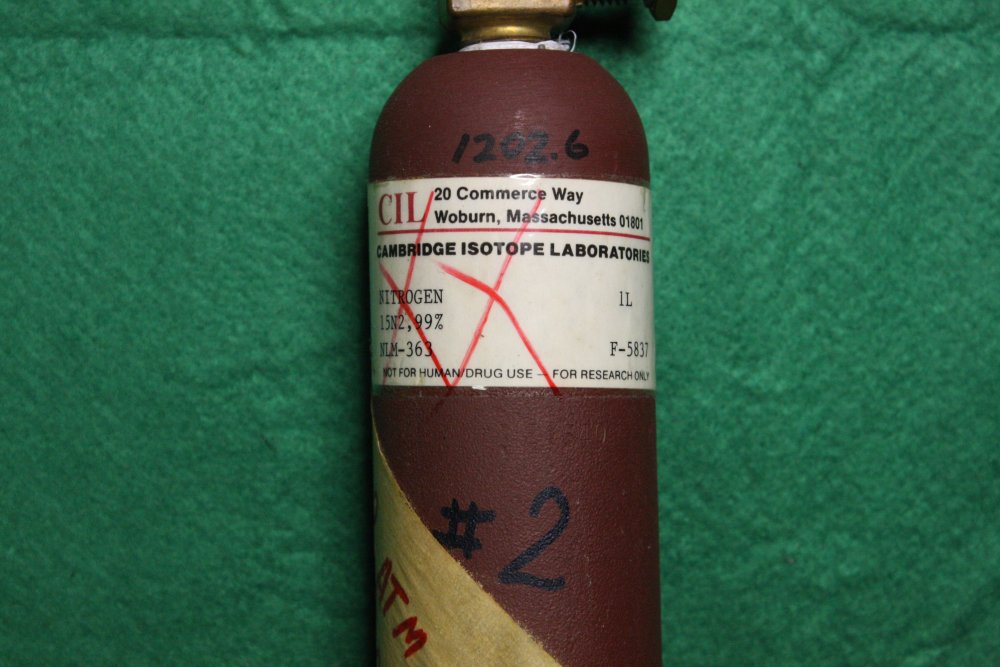 1202.6
CIL
20 Commerce Way
Woburn, Massachusetts 01801
CAMBRIDGE ISOTOPE LABORATORIES
NITROGEN 1L
15N2,99%
NLM-363 F-5837
NOT FOR HUMAN/DRUG USE — FOR RESEARCH ONLY
#2
ATM